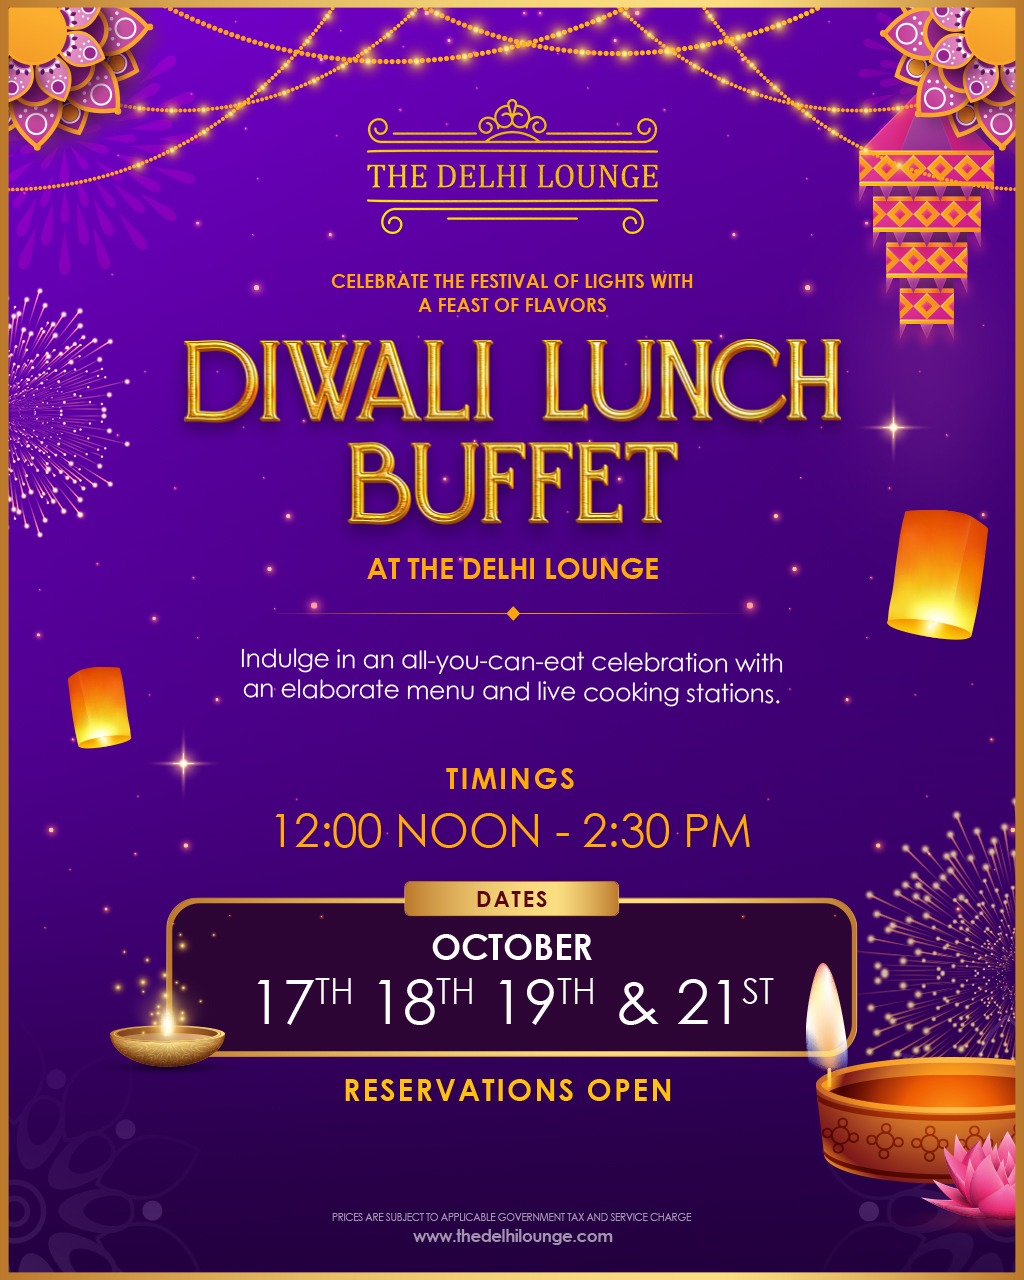 THE DELHI LOUNGE
CELEBRATE THE FESTIVAL OF LIGHTS WITH
A FEAST OF FLAVORS
DIWALI LUNCH
BUFFET
AT THE DELHI LOUNGE
Indulge in an all-you-can-eat celebration with
an elaborate menu and live cooking stations.
TIMINGS
12:00 NOON - 2:30 PM
DATES
OCTOBER
17TH 18TH 19TH & 21ST
RESERVATIONS OPEN
PRICES ARE SUBJECT TO APPLICABLE GOVERNMENT TAX AND SERVICE CHARGE
www.thedelhilounge.com